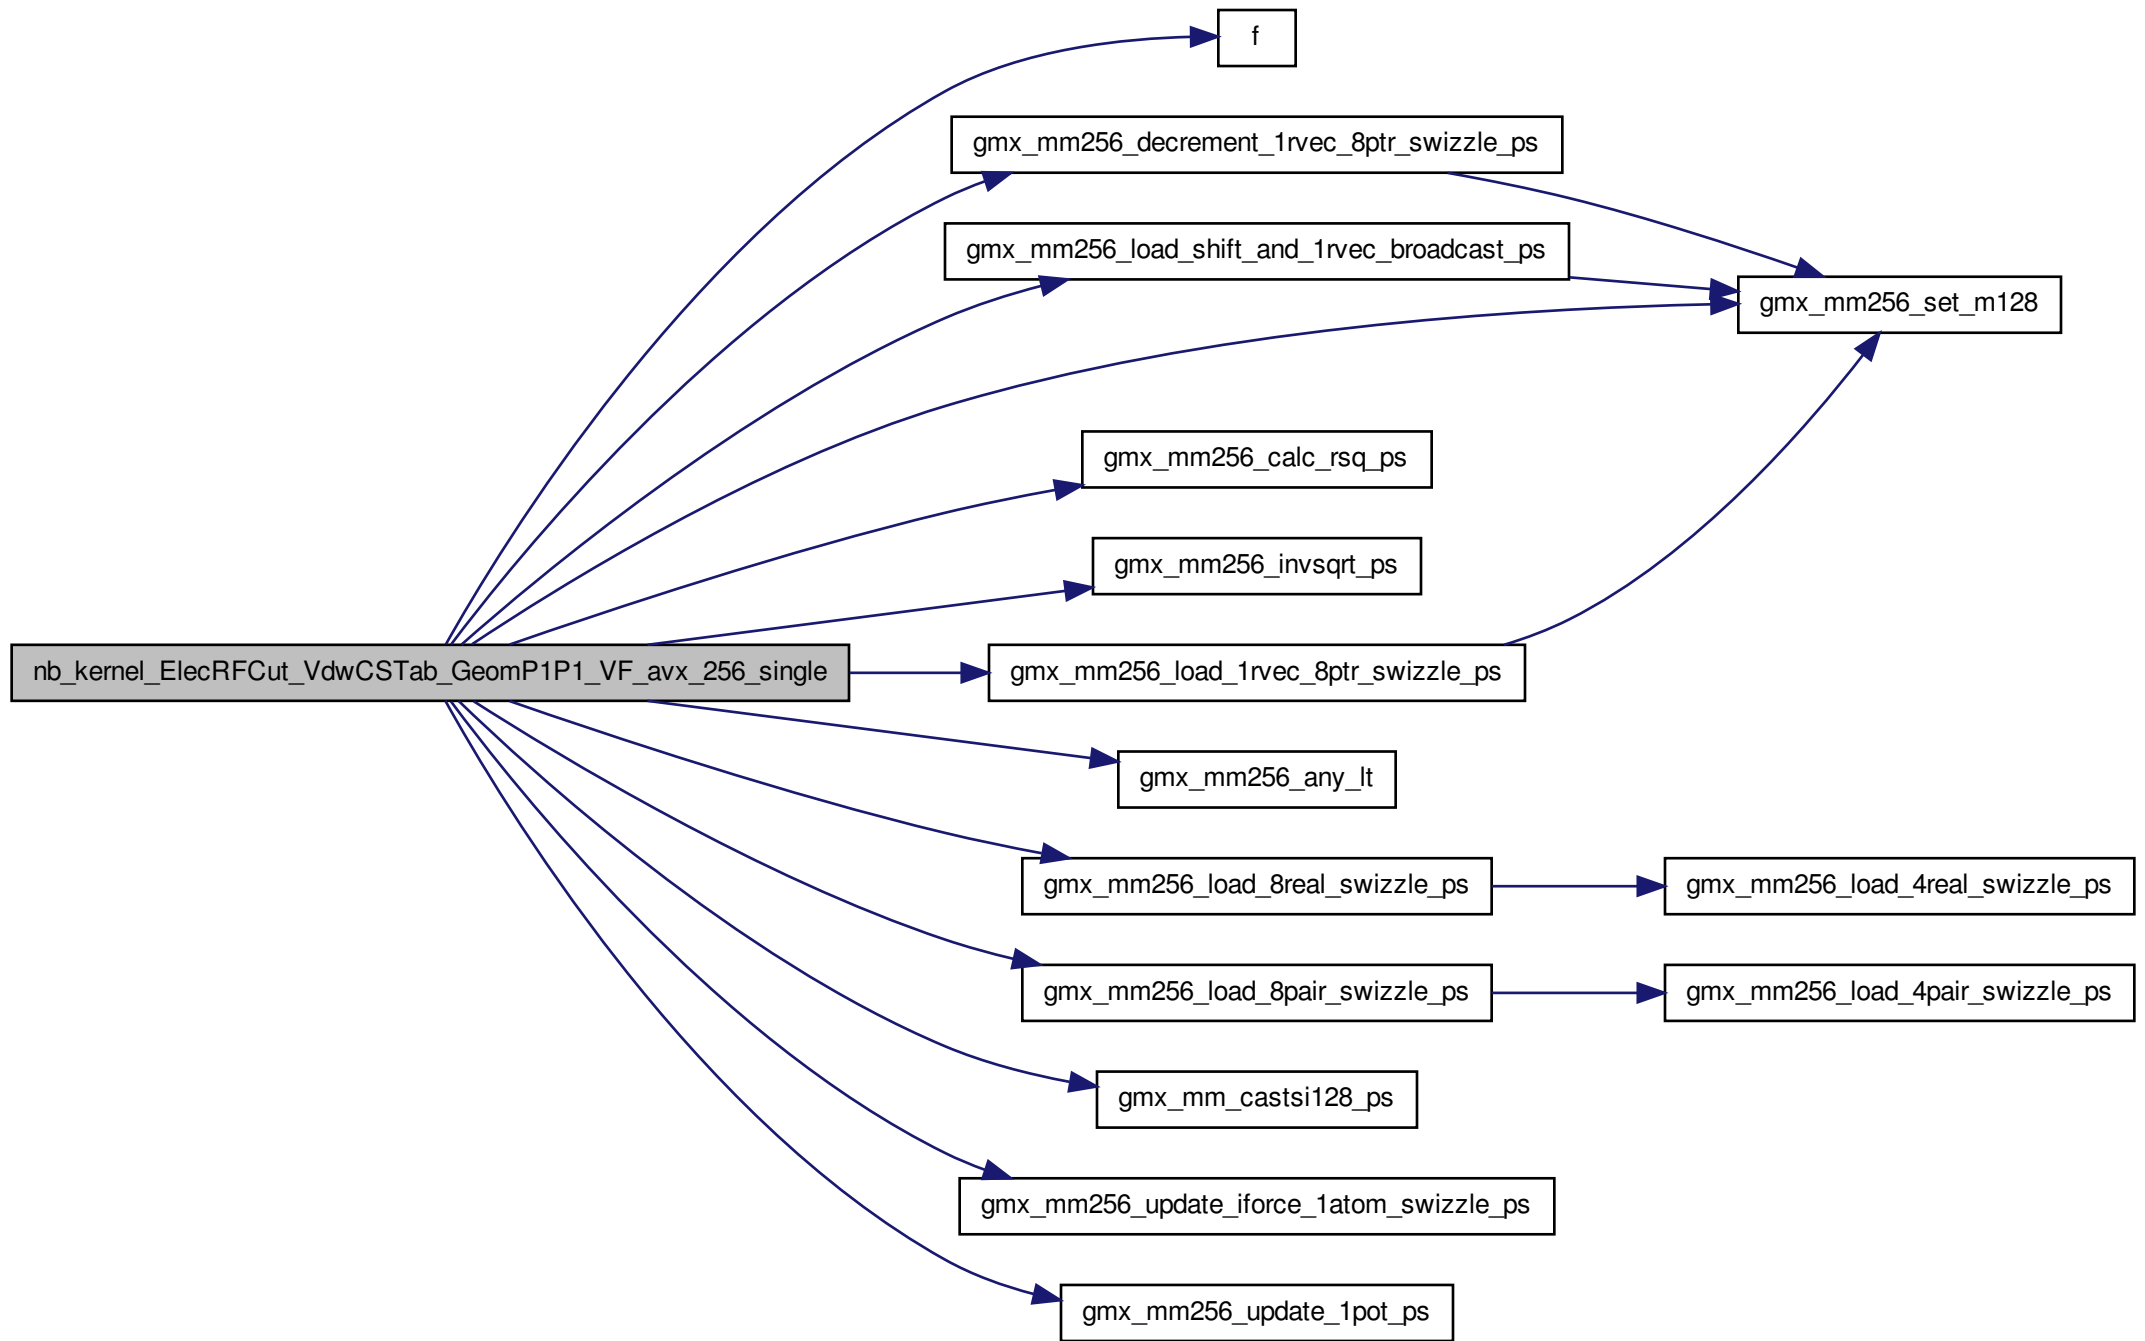 f
gmx_mm256_decrement_1rvec_8ptr_swizzle_ps
gmx_mm256_load_shift_and_1rvec_broadcast_ps
gmx_mm256_set_m128
gmx_mm256_calc_rsq_ps
gmx_mm256_invsqrt_ps
nb_kernel_ElecRFCut_VdwCSTab_GeomP1P1_VF_avx_256_single
gmx_mm256_load_1rvec_8ptr_swizzle_ps
gmx_mm256_any_lt
gmx_mm256_load_8real_swizzle_ps
gmx_mm256_load_4real_swizzle_ps
gmx_mm256_load_8pair_swizzle_ps
gmx_mm256_load_4pair_swizzle_ps
gmx_mm_castsi128_ps
gmx_mm256_update_iforce_1atom_swizzle_ps
gmx_mm256_update_1pot_ps